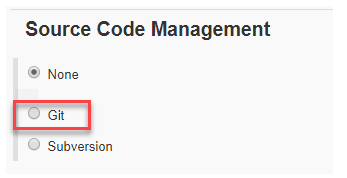 Source Code Management
None
Git
Subversion